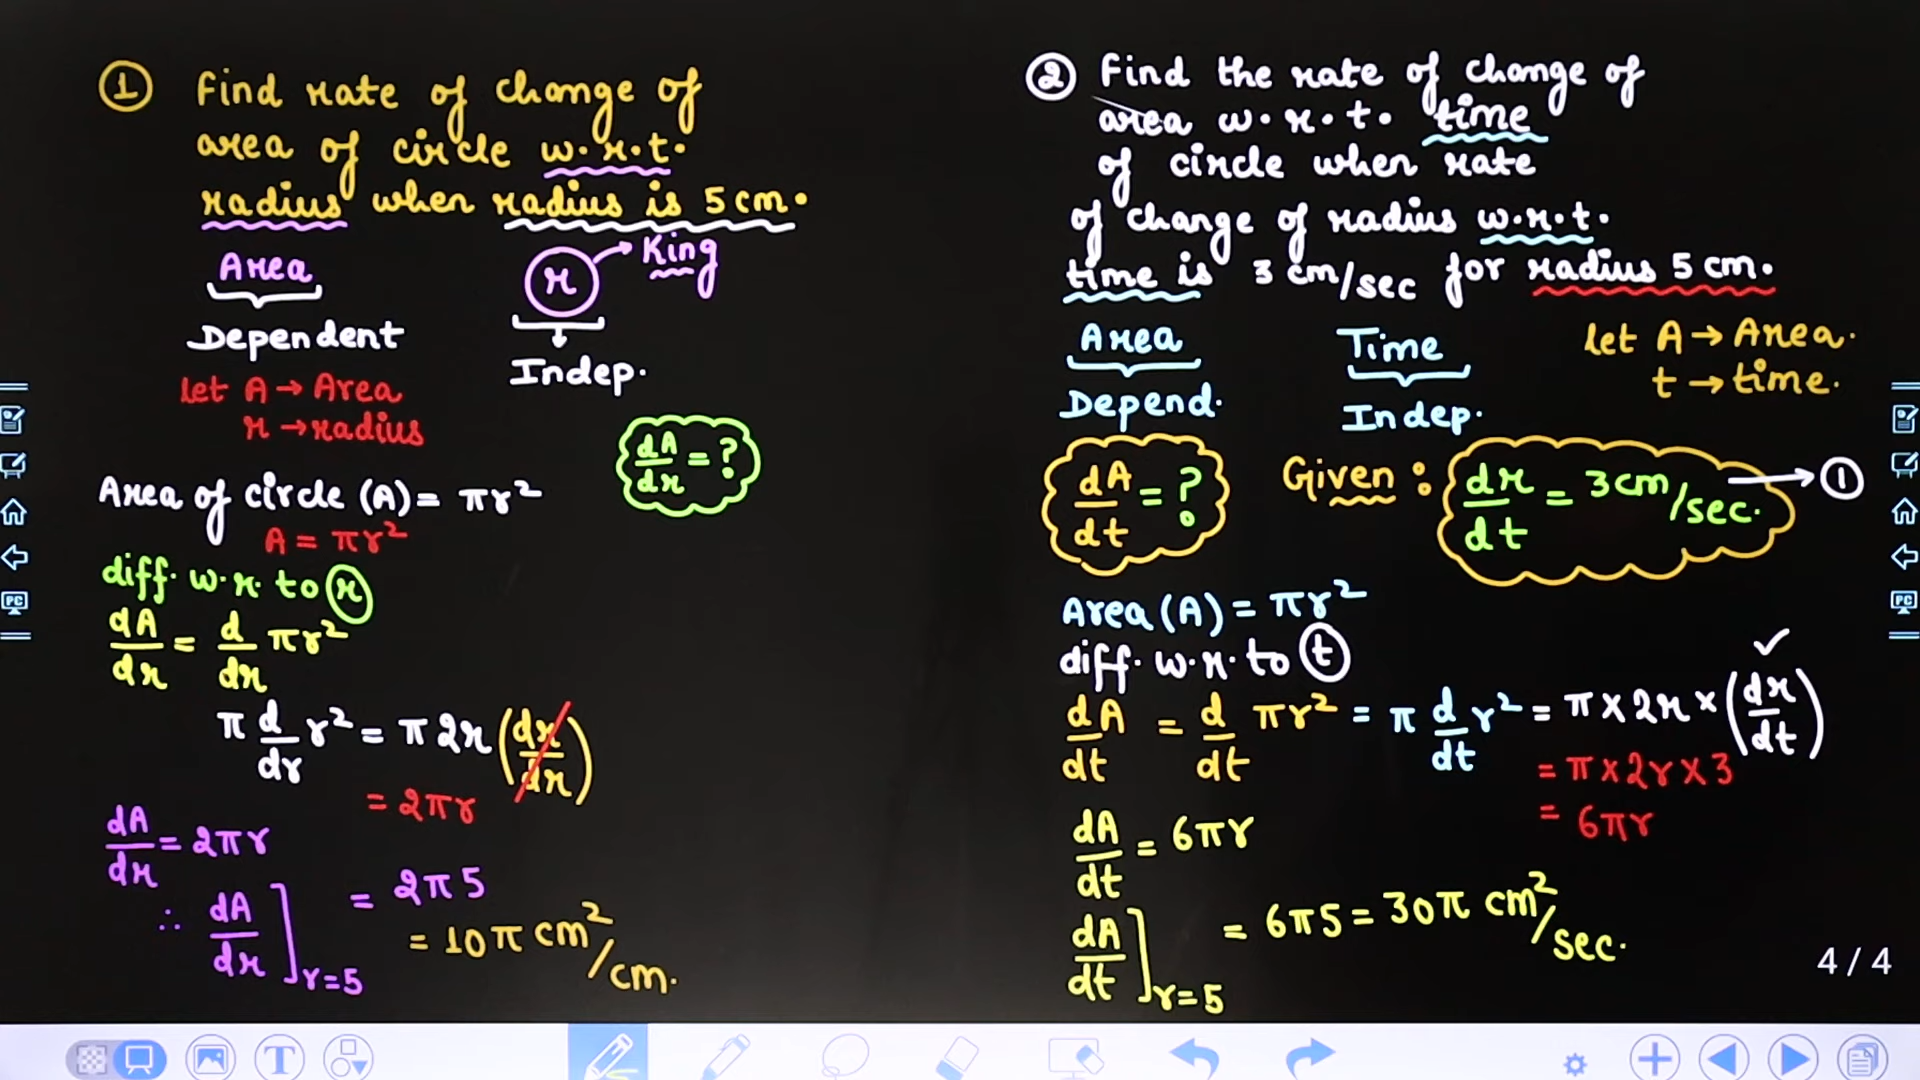 ① Find rate of change of
area of circle w.r.t.
radius when radius is 5 cm.
Area
r → King
Dependent
Indep.
let A → Area
r → radius
dA/dr = ?
Area of circle (A) = πr²
A = πr²
diff. w.r. to r
dA/dr = d/dr πr²
π d/dr r² = π 2r (dr/dr)
= 2πr
dA/dr = 2πr
∴ dA/dr]r=5 = 2π5
= 10π cm²/cm.
② Find the rate of change of
area w.r.t. time
of circle when rate
of change of radius w.r.t.
time is 3 cm/sec for radius 5 cm.
Area
Time
let A → Area.
t → time.
Depend.
Indep.
dA/dt = ?
Given : dr/dt = 3cm/sec. → ①
Area (A) = πr²
diff. w.r. to t
dA/dt = d/dt πr² = π d/dt r² = π × 2r × (dr/dt) ✓
= π × 2r × 3
= 6πr
dA/dt = 6πr
dA/dt]r=5 = 6π5 = 30π cm²/sec.
4 / 4
PC
PC
T